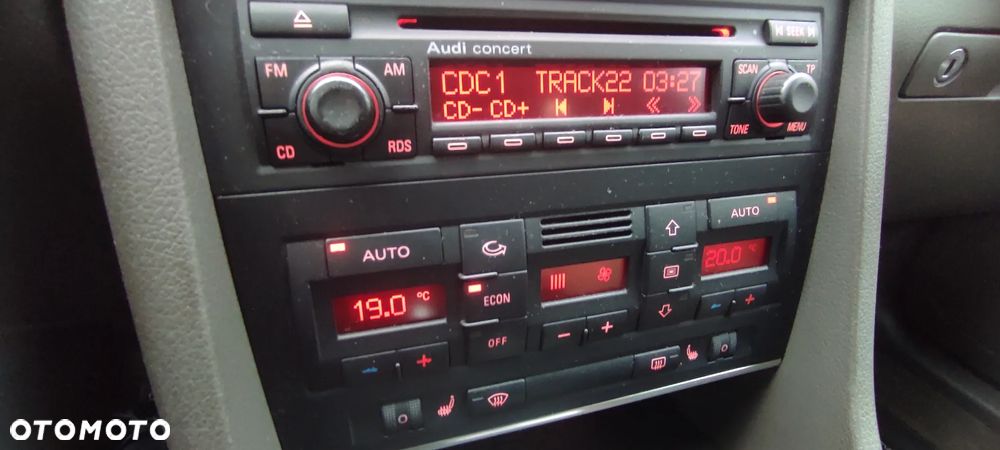 Audi concert
SEEK
FM AM
CD RDS
CDC1 TRACK22 03:27
CD- CD+
SCAN TP
TONE MENU
AUTO
AUTO
19.0 °C
ECON
20.0 °C
OFF
OTOMOTO